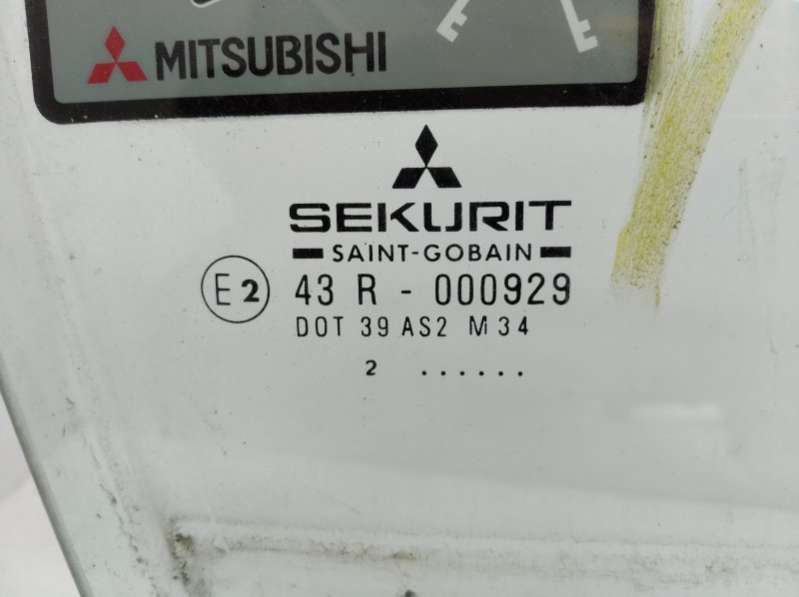 MITSUBISHI
SEKURIT
SAINT-GOBAIN
E2 43 R - 000929
DOT 39 AS2 M34
2 ......